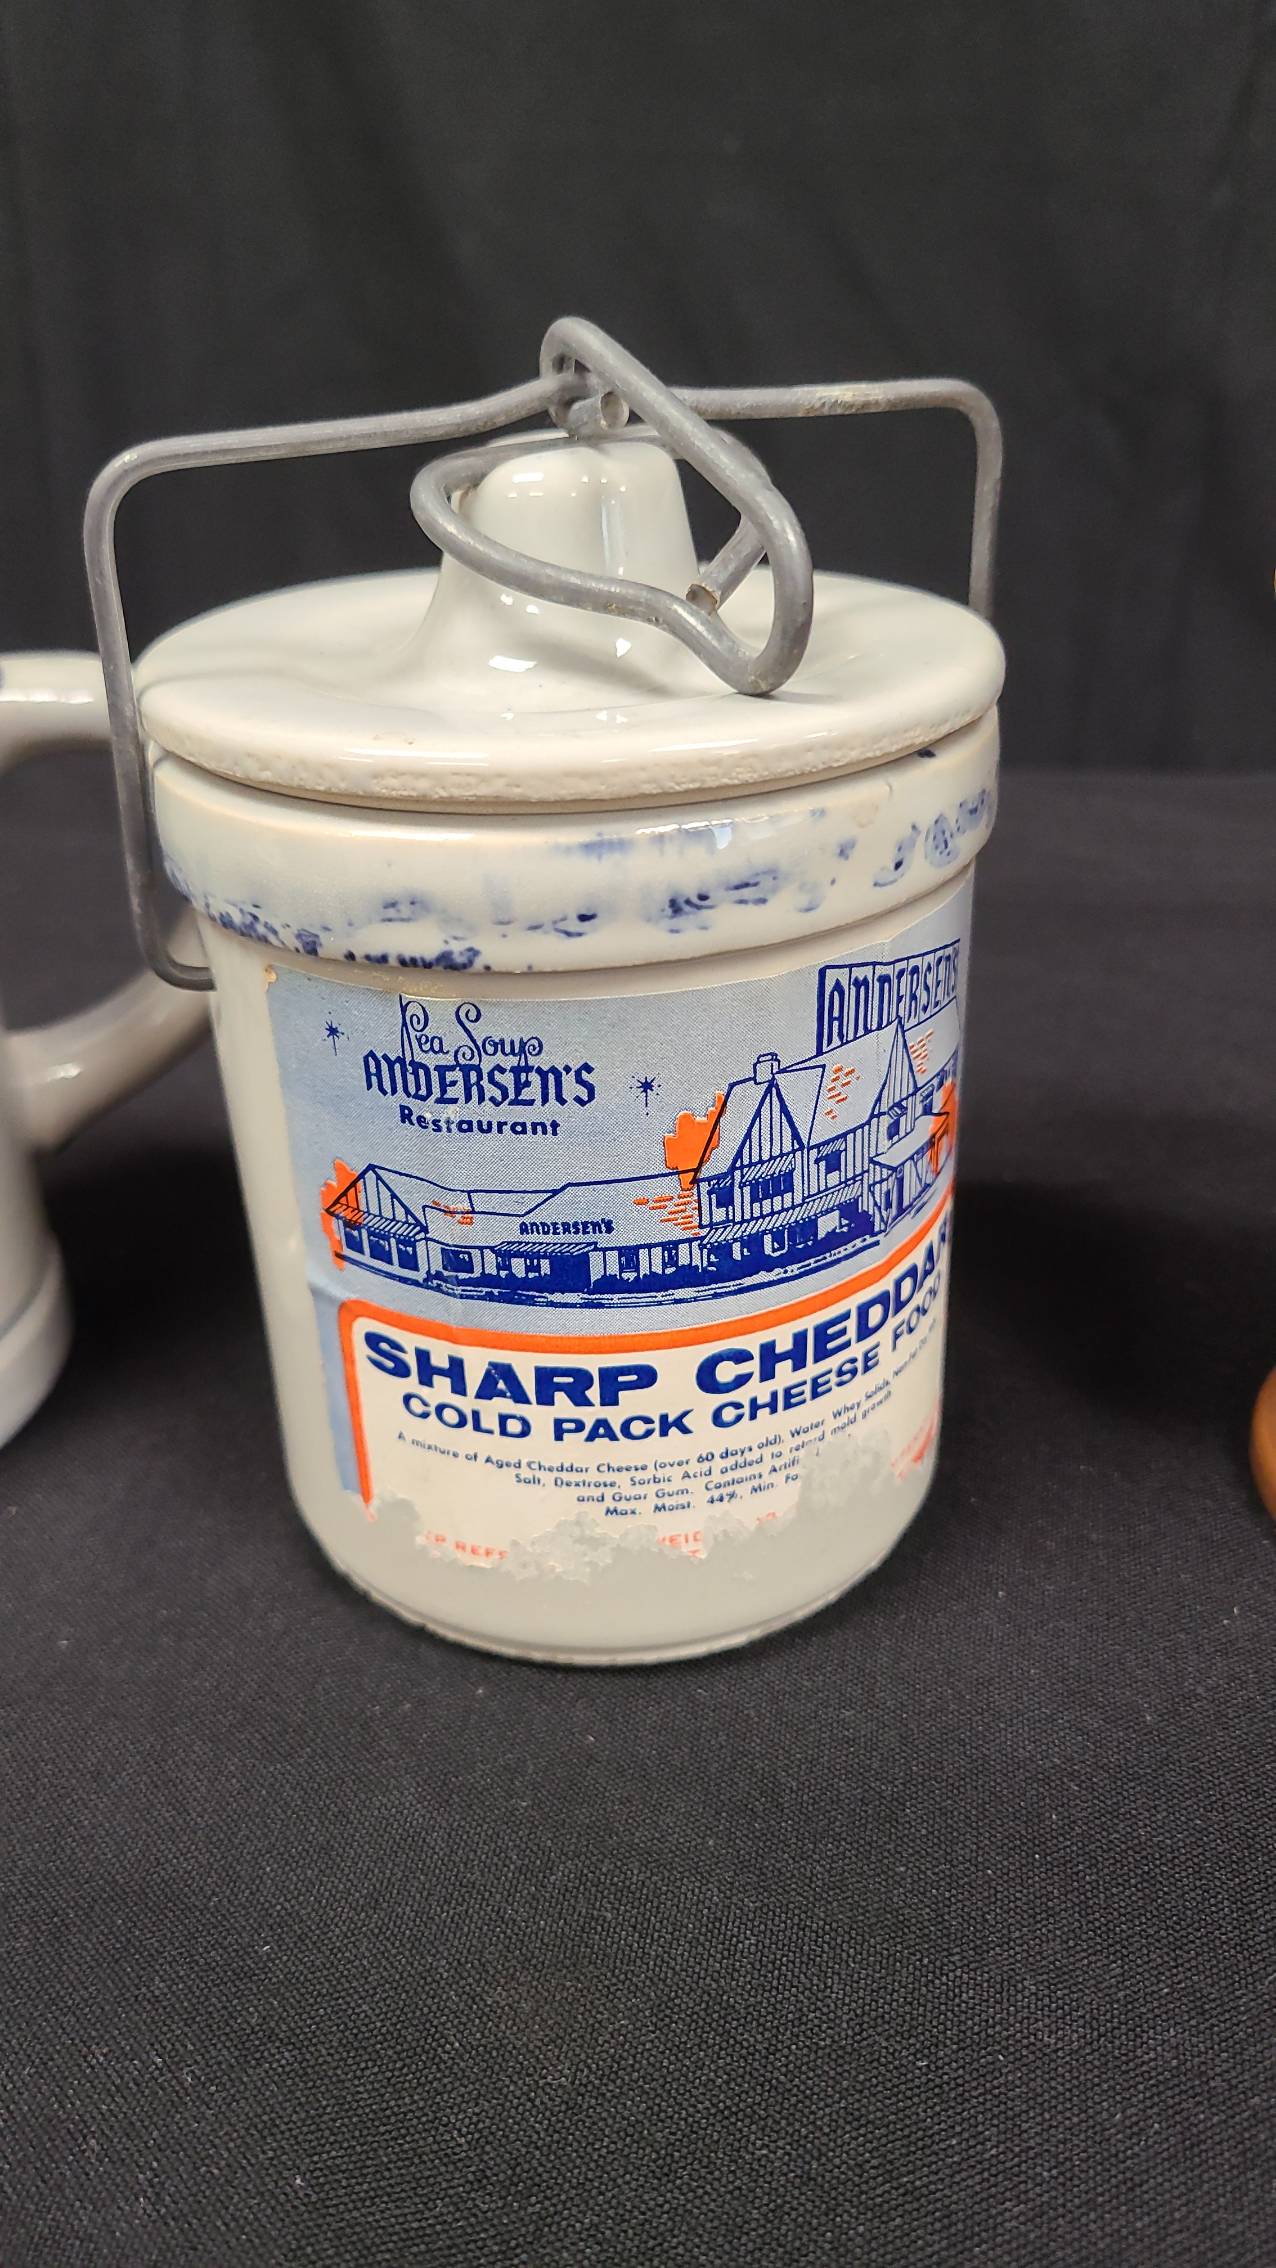 Pea Soup
ANDERSEN'S
Restaurant
ANDERSEN'S
ANDERSEN'S
SHARP CHEDDAR
COLD PACK CHEESE FOOD
A mixture of Aged Cheddar Cheese (over 60 days old), Water, Whey Solids,
Salt, Dextrose, Sorbic Acid added to retard mold growth
and Guar Gum. Contains
Max. Moist. 44%, Min.